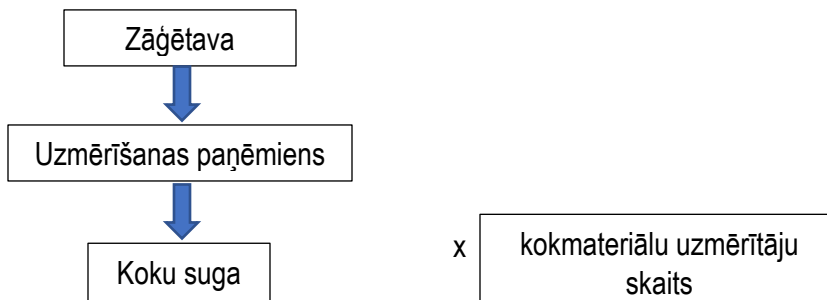 Zāģētava
Uzmērīšanas paņēmiens
Koku suga
x
kokmateriālu uzmērītāju
skaits